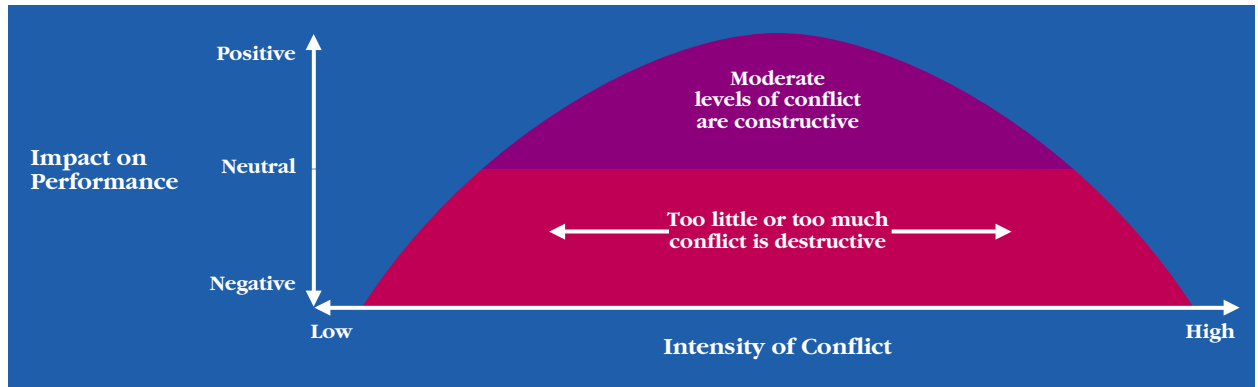 Positive
Moderate
levels of conflict
are constructive
Impact on
Performance
Neutral
Too little or too much
conflict is destructive
Negative
Low
High
Intensity of Conflict